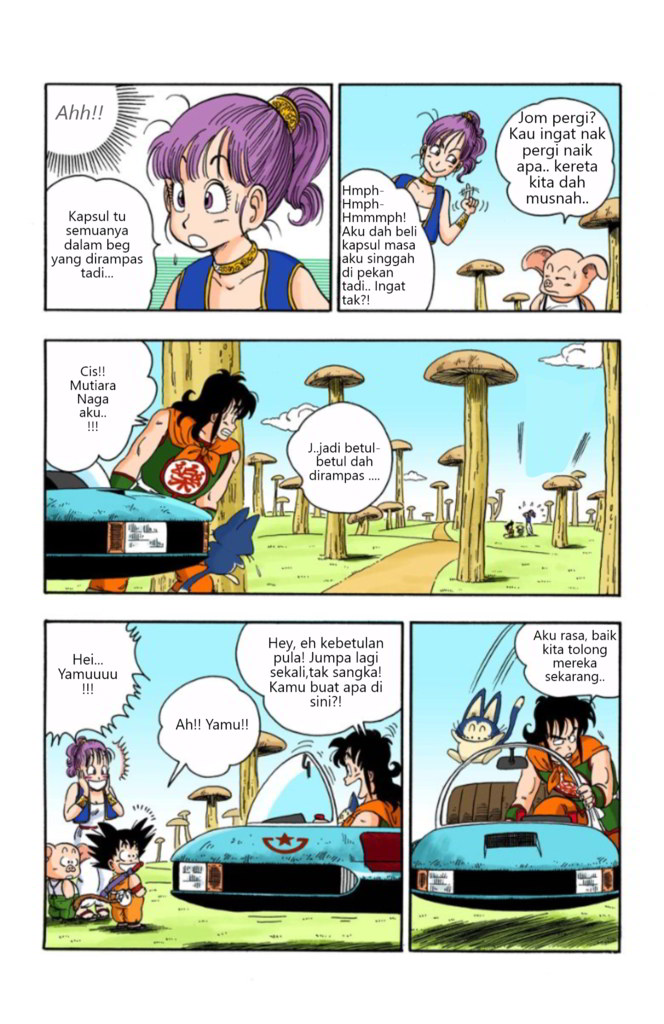 Jom pergi?
Kau ingat nak
pergi naik
apa.. kereta
kita dah
musnah..
Hmph-
Hmph-
Hmmmph!
Aku dah beli
kapsul masa
aku singgah
di pekan
tadi.. Ingat
tak?!
Ahh!!
Kapsul tu
semuanya
dalam beg
yang dirampas
tadi...
J..jadi betul-
betul dah
dirampas ....
Cis!!
Mutiara
Naga
aku..
!!!
樂
Aku rasa, baik
kita tolong
mereka
sekarang..
Hey, eh kebetulan
pula! Jumpa lagi
sekali,tak sangka!
Kamu buat apa di
sini?!
Ah!! Yamu!!
Hei...
Yamuuuu
!!!